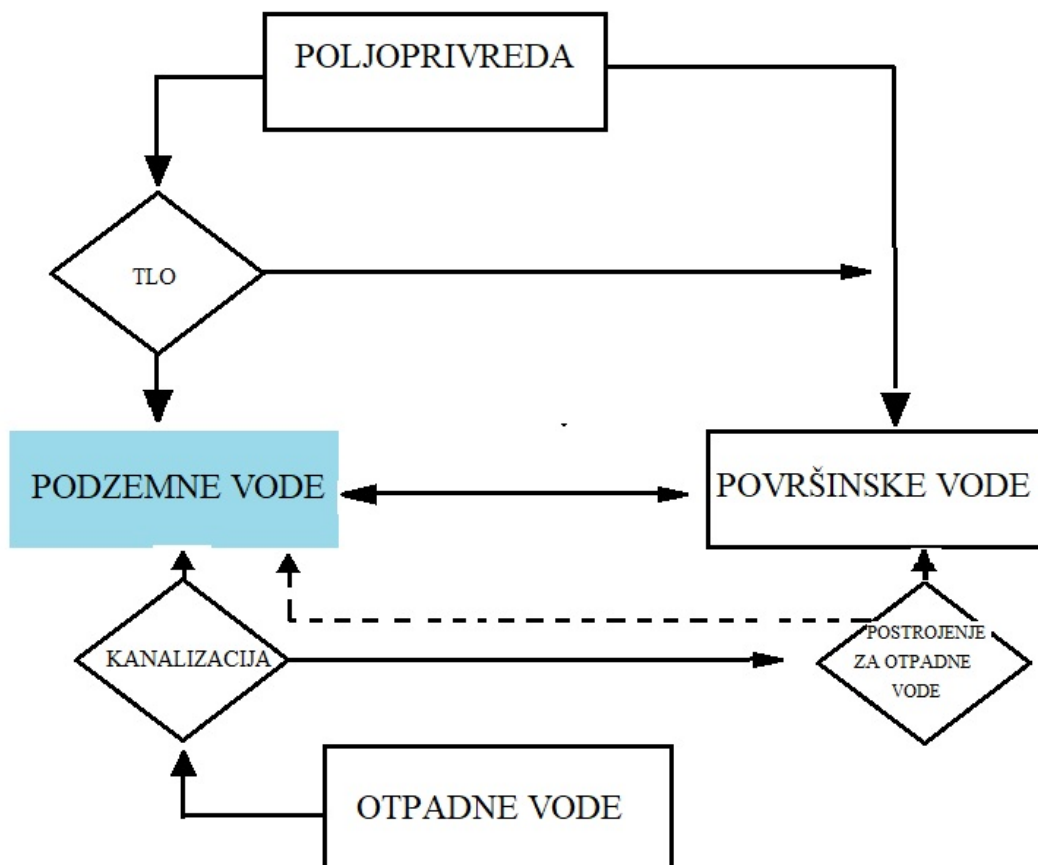 POLJOPRIVREDA
TLO
PODZEMNE VODE
POVRŠINSKE VODE
KANALIZACIJA
POSTROJENJE
ZA OTPADNE
VODE
OTPADNE VODE